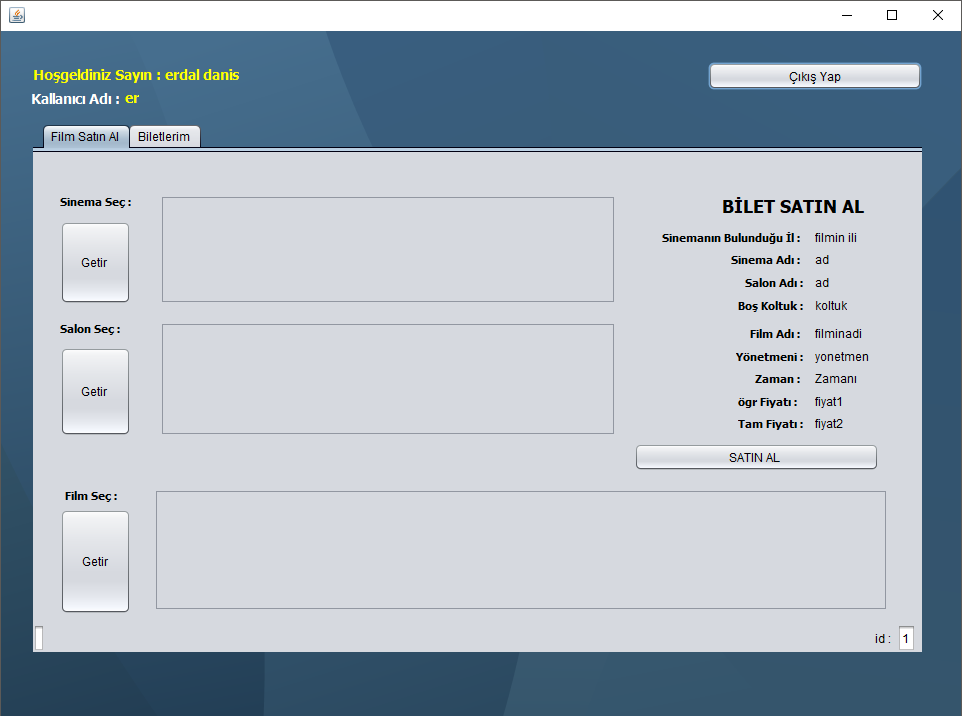 Hoşgeldiniz Sayın : erdal danis
Kallanıcı Adı : er
Çıkış Yap
Film Satın Al
Biletlerim
Sinema Seç :
Getir
Salon Seç :
Getir
Film Seç :
Getir
BİLET SATIN AL
Sinemanın Bulunduğu İl : filmin ili
Sinema Adı : ad
Salon Adı : ad
Boş Koltuk : koltuk
Film Adı : filminadi
Yönetmeni : yonetmen
Zaman : Zamanı
ögr Fiyatı : fiyat1
Tam Fiyatı : fiyat2
SATIN AL
id : 1